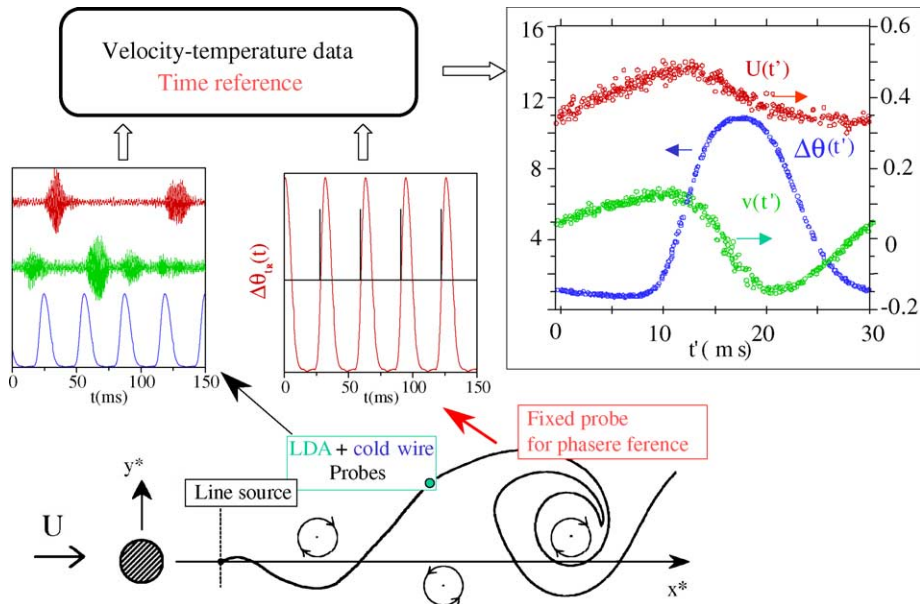 Velocity-temperature data
Time reference
16
12
8
4
0.6
0.5
0.4
0.2
0
-0.2
U(t')
Δθ(t')
v(t')
0
10
20
30
t'( m s)
0
50
100
150
t(ms)
Δθ_tR(t)
0
50
100
150
t(ms)
LDA + cold wire
Probes
Fixed probe
for phasere ference
Line source
y*
U
x*